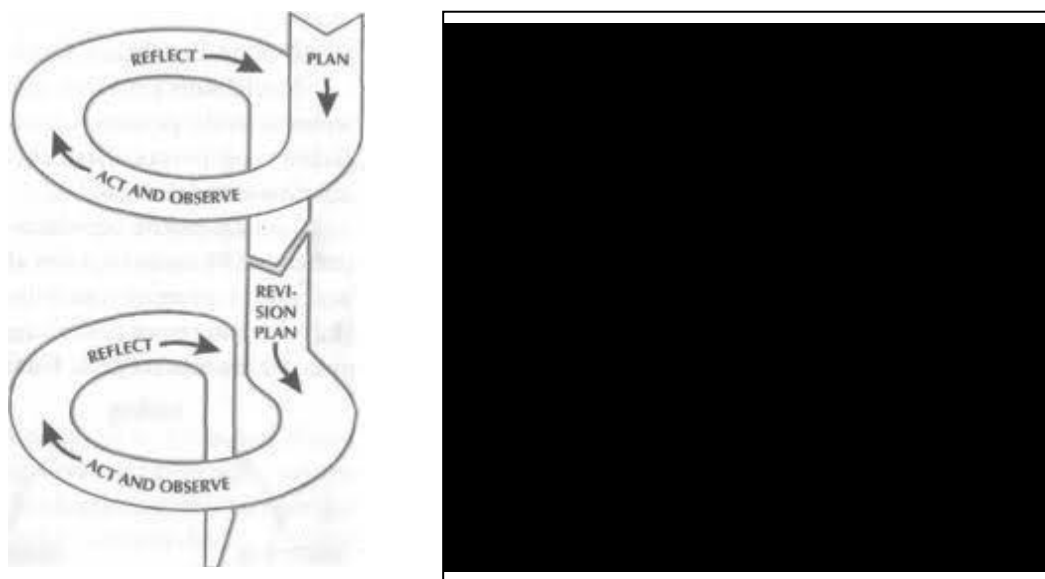 REFLECT
PLAN
ACT AND OBSERVE
REVI-
SION
PLAN
REFLECT
ACT AND OBSERVE